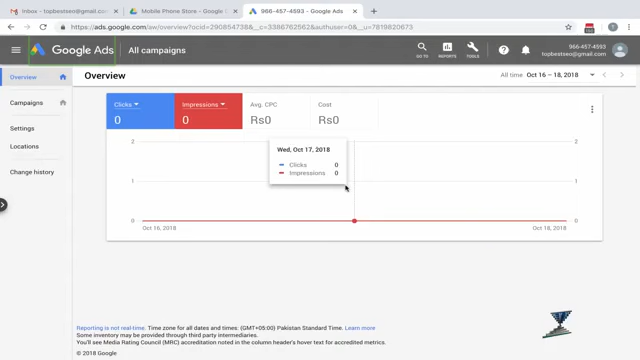 Inbox - topbestseo@gmail.com
Mobile Phone Store - Google S
966-457-4593 - Google Ads
https://ads.google.com/aw/overview?ocid=290854738&__c=3386762562&authuser=0&__u=7819820673
Google Ads
All campaigns
GO TO
REPORTS
TOOLS
966-457-4593
topbestseo@gmail.com
Overview
Campaigns
Settings
Locations
Change history
Overview
All time Oct 16 – 18, 2018
Clicks
0
Impressions
0
Avg. CPC
Rs0
Cost
Rs0
Wed, Oct 17, 2018
Clicks 0
Impressions 0
2
1
0
2
1
0
Oct 16, 2018
Oct 18, 2018
Reporting is not real-time. Time zone for all dates and times: (GMT+05:00) Pakistan Standard Time. Learn more
Some inventory may be provided through third party intermediaries.
You'll see Media Rating Council (MRC) accreditation noted in the column header's hover text for accredited metrics.
© 2018 Google